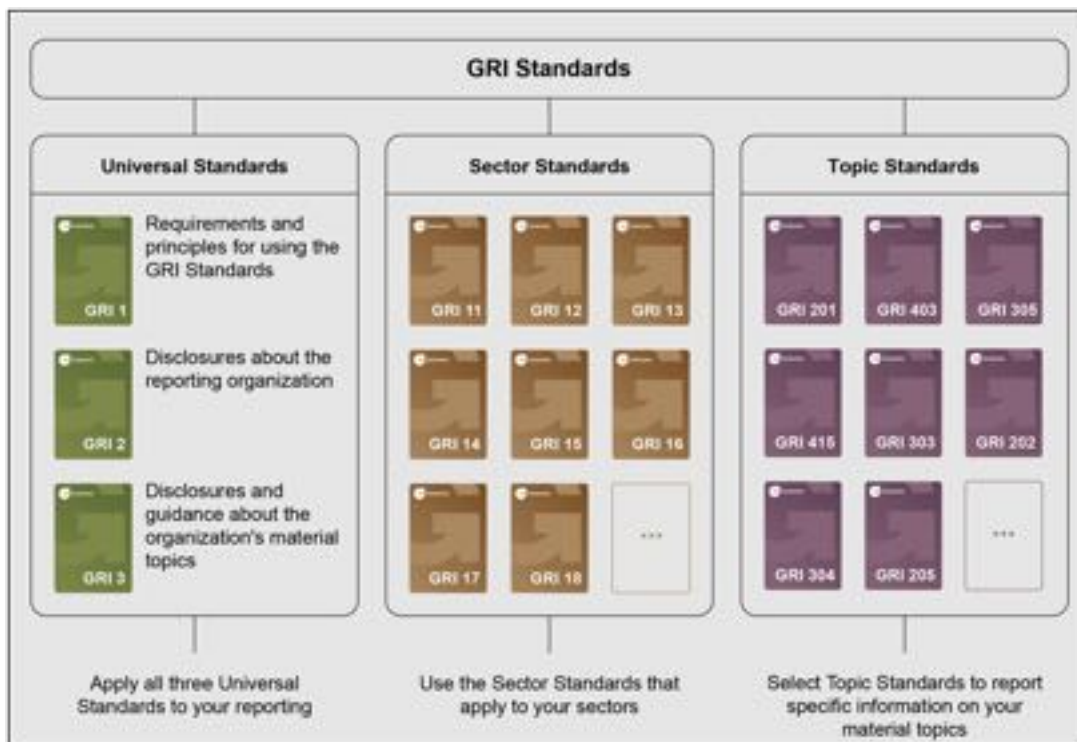 GRI Standards
Universal Standards
Requirements and
principles for using the
GRI Standards
GRI 1
Disclosures about the
reporting organization
GRI 2
Disclosures and
guidance about the
organization's material
topics
GRI 3
Apply all three Universal
Standards to your reporting
Sector Standards
GRI 11
GRI 12
GRI 13
GRI 14
GRI 15
GRI 16
GRI 17
GRI 18
...
Use the Sector Standards that
apply to your sectors
Topic Standards
GRI 201
GRI 403
GRI 305
GRI 415
GRI 303
GRI 202
GRI 304
GRI 205
...
Select Topic Standards to report
specific information on your
material topics